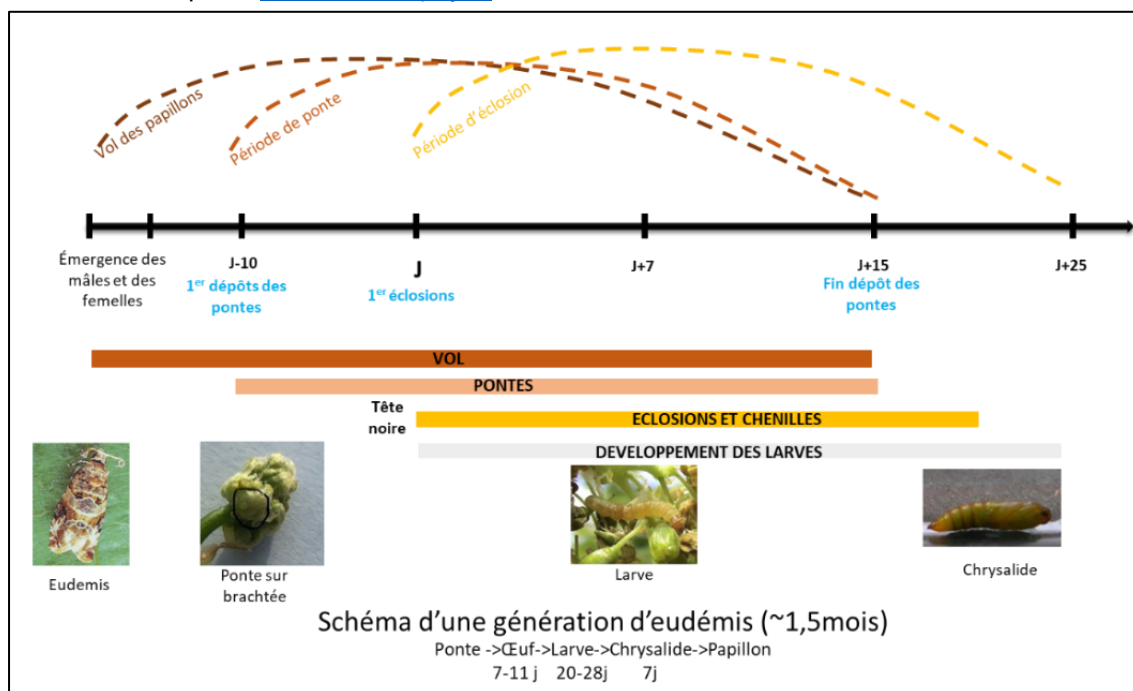 Vol des papillons
Période de ponte
Période d'éclosion
Émergence des
mâles et des
femelles
J-10
1er dépôts des
pontes
J
1er éclosions
J+7
J+15
Fin dépôt des
pontes
J+25
VOL
PONTES
Tête
noire
ECLOSIONS ET CHENILLES
DEVELOPPEMENT DES LARVES
Eudemis
Ponte sur
brachtée
Larve
Chrysalide
Schéma d'une génération d'eudémis (~1,5mois)
Ponte ->Œuf->Larve->Chrysalide->Papillon
7-11 j 20-28j 7j